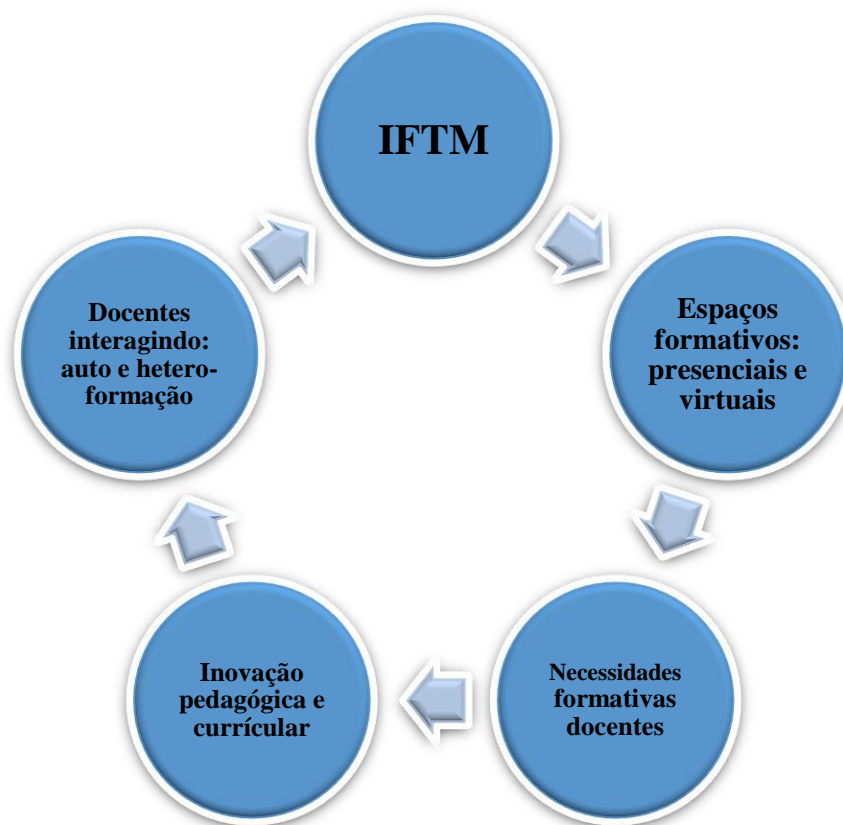 IFTM
Espaços
formativos:
presenciais e
virtuais
Necessidades
formativas
docentes
Inovação
pedagógica e
currícular
Docentes
interagindo:
auto e hetero-
formação